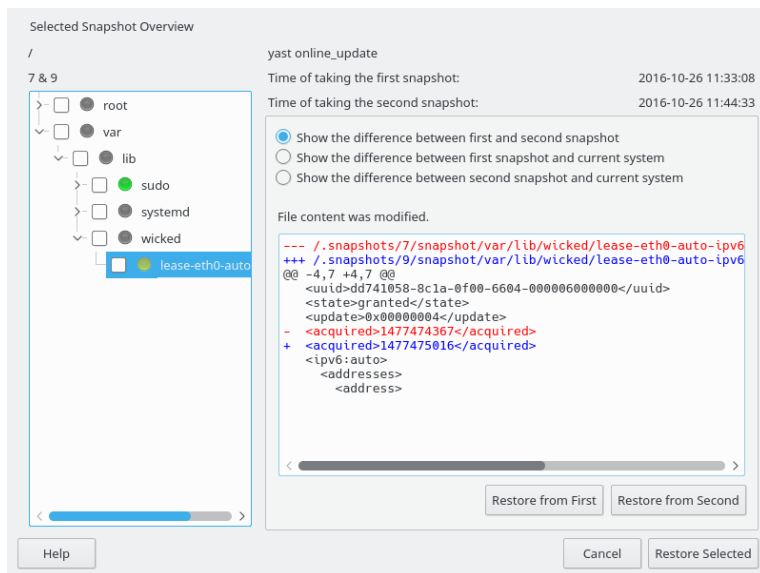 Selected Snapshot Overview
/
yast online_update
7 & 9
Time of taking the first snapshot: 2016-10-26 11:33:08
Time of taking the second snapshot: 2016-10-26 11:44:33
root
var
lib
sudo
systemd
wicked
lease-eth0-auto
Show the difference between first and second snapshot
Show the difference between first snapshot and current system
Show the difference between second snapshot and current system
File content was modified.
--- /.snapshots/7/snapshot/var/lib/wicked/lease-eth0-auto-ipv6
+++ /.snapshots/9/snapshot/var/lib/wicked/lease-eth0-auto-ipv6
@@ -4,7 +4,7 @@
<uuid>dd741058-8c1a-0f00-6604-000006000000</uuid>
<state>granted</state>
<update>0x00000004</update>
- <acquired>1477474367</acquired>
+ <acquired>1477475016</acquired>
<ipv6:auto>
<addresses>
<address>
Restore from First
Restore from Second
Help
Cancel
Restore Selected